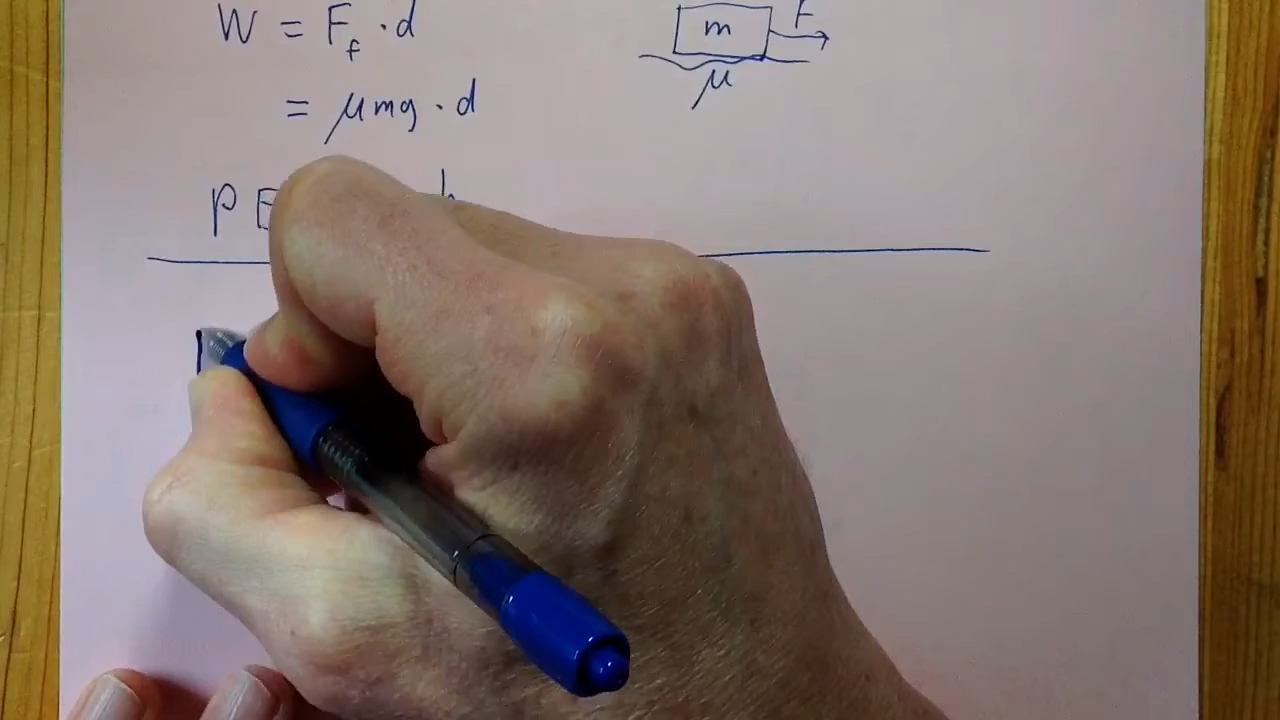 W = F_f · d
m F
= μmg · d
μ
PE h